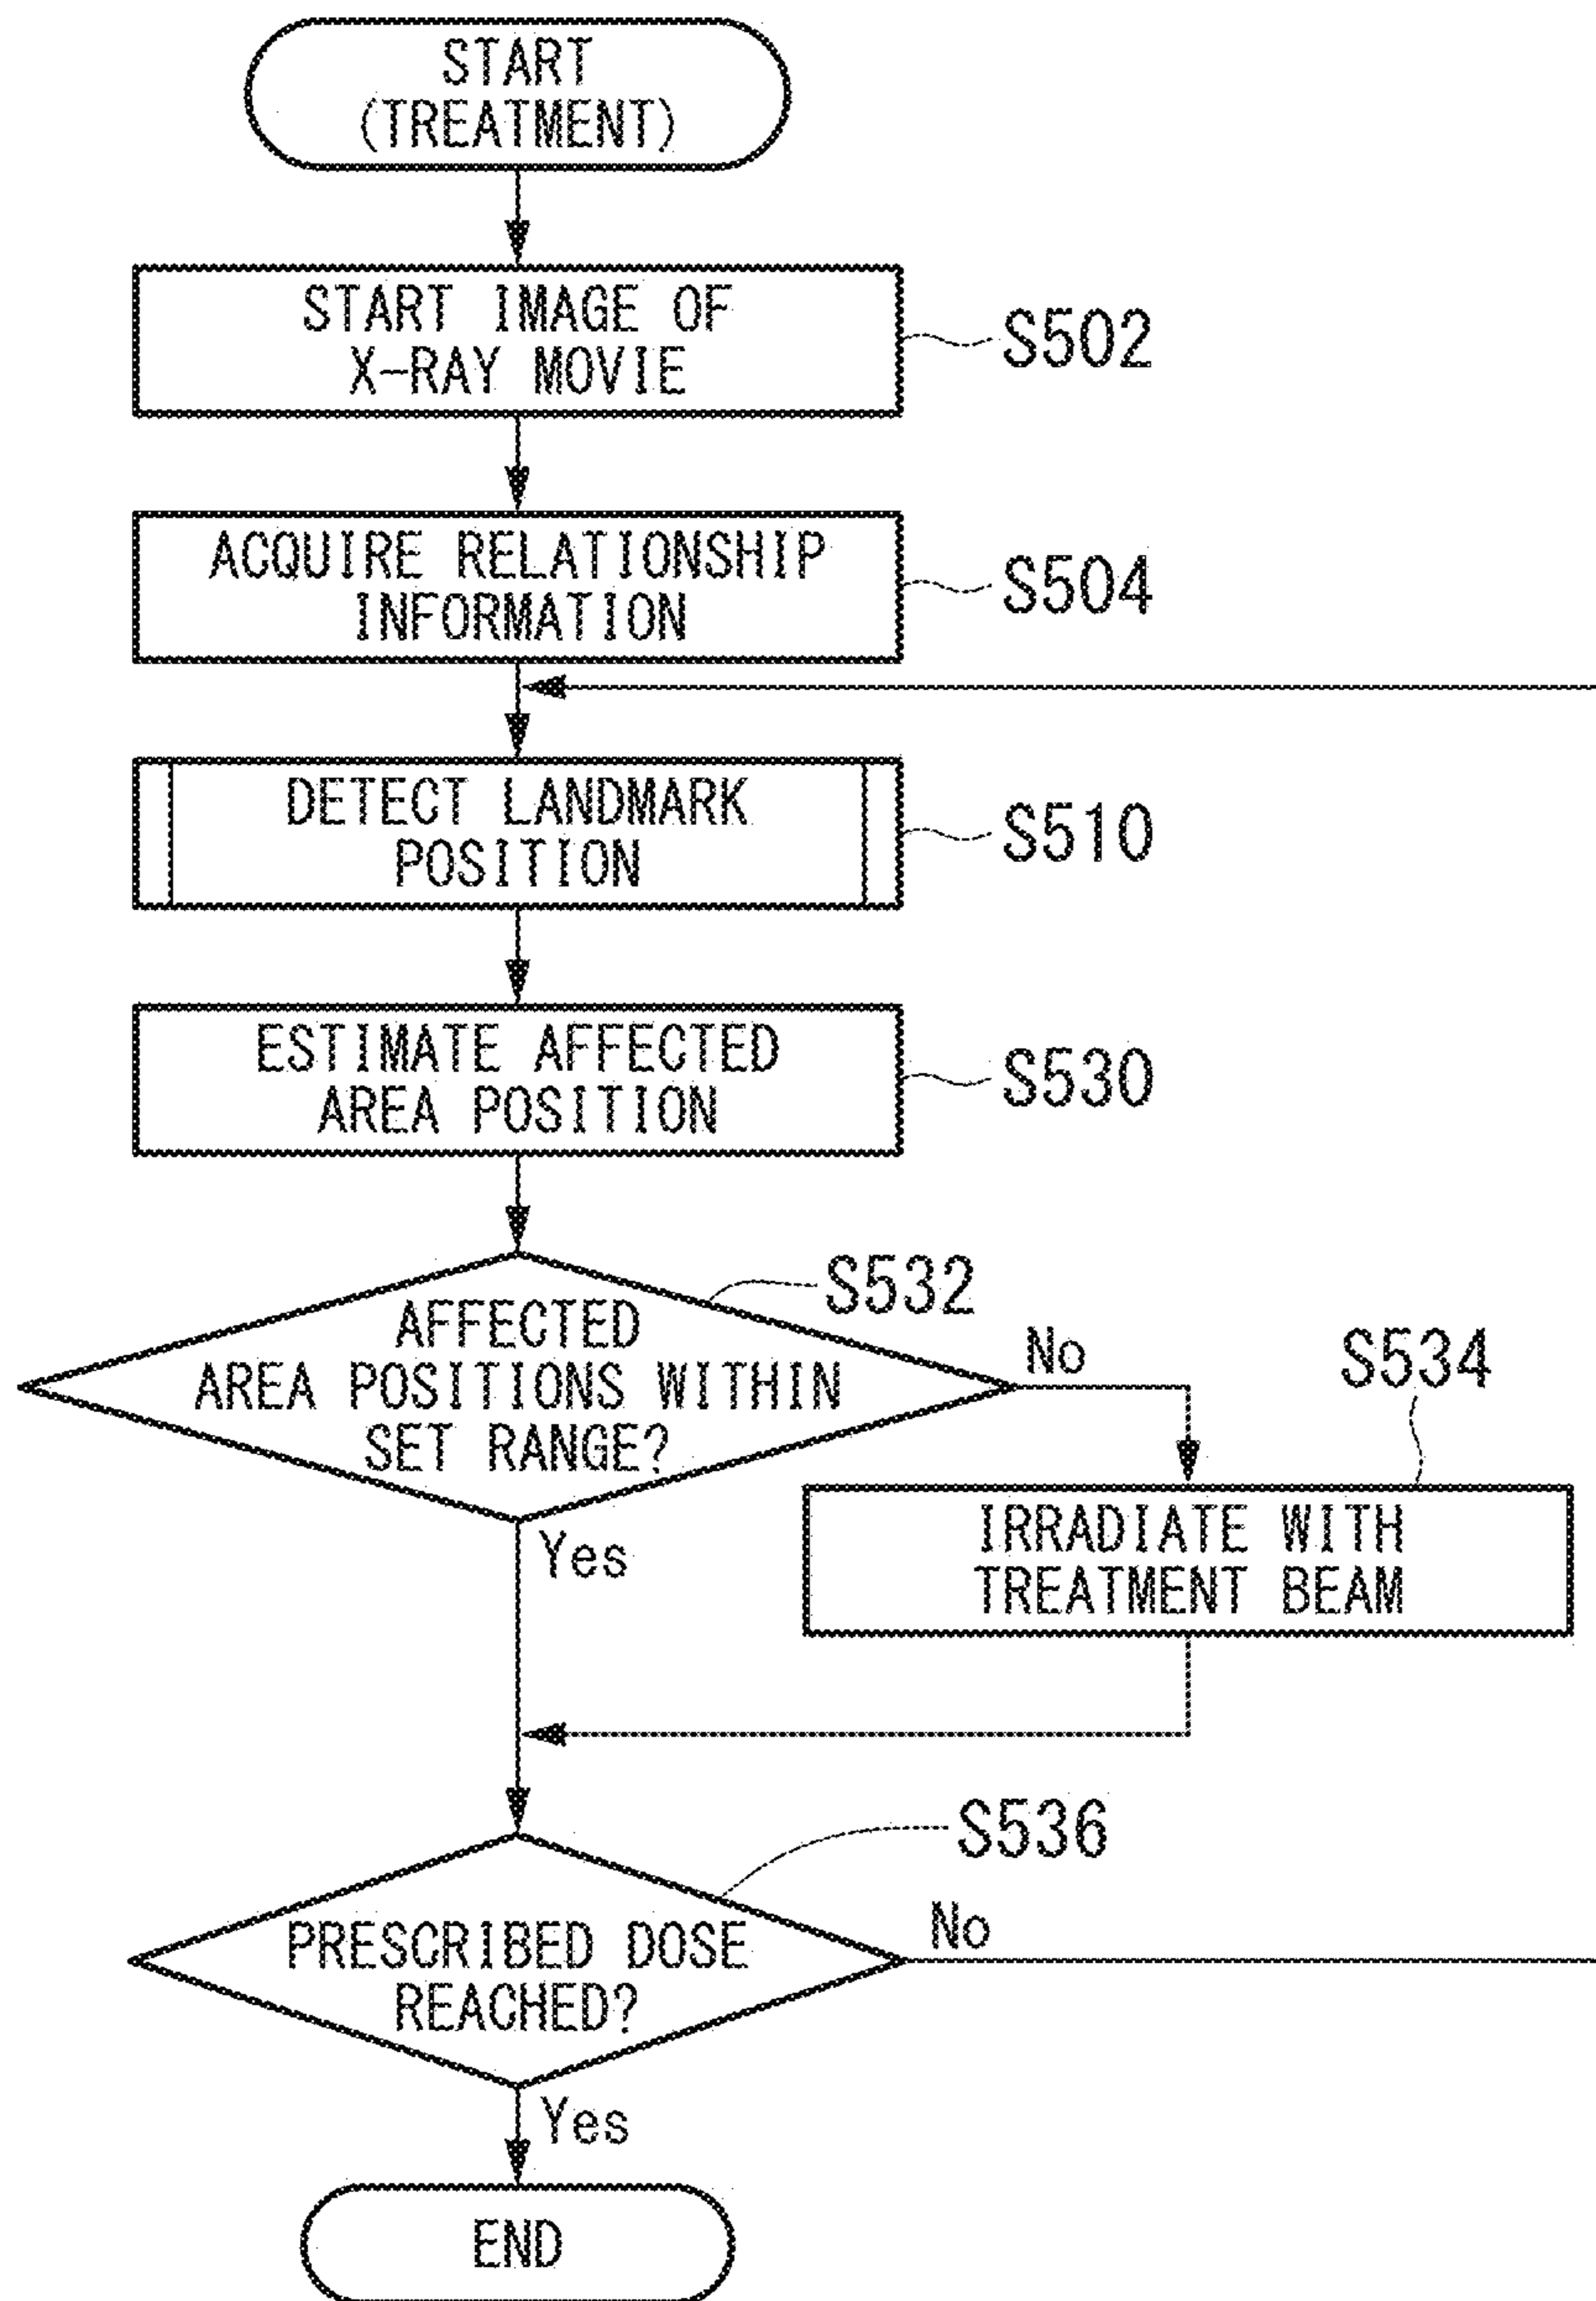 START
(TREATMENT)
START IMAGE OF
X-RAY MOVIE
S502
ACQUIRE RELATIONSHIP
INFORMATION
S504
DETECT LANDMARK
POSITION
S510
ESTIMATE AFFECTED
AREA POSITION
S530
S532
AFFECTED
AREA POSITIONS WITHIN
SET RANGE?
No
S534
Yes
IRRADIATE WITH
TREATMENT BEAM
S536
PRESCRIBED DOSE
REACHED?
No
Yes
END